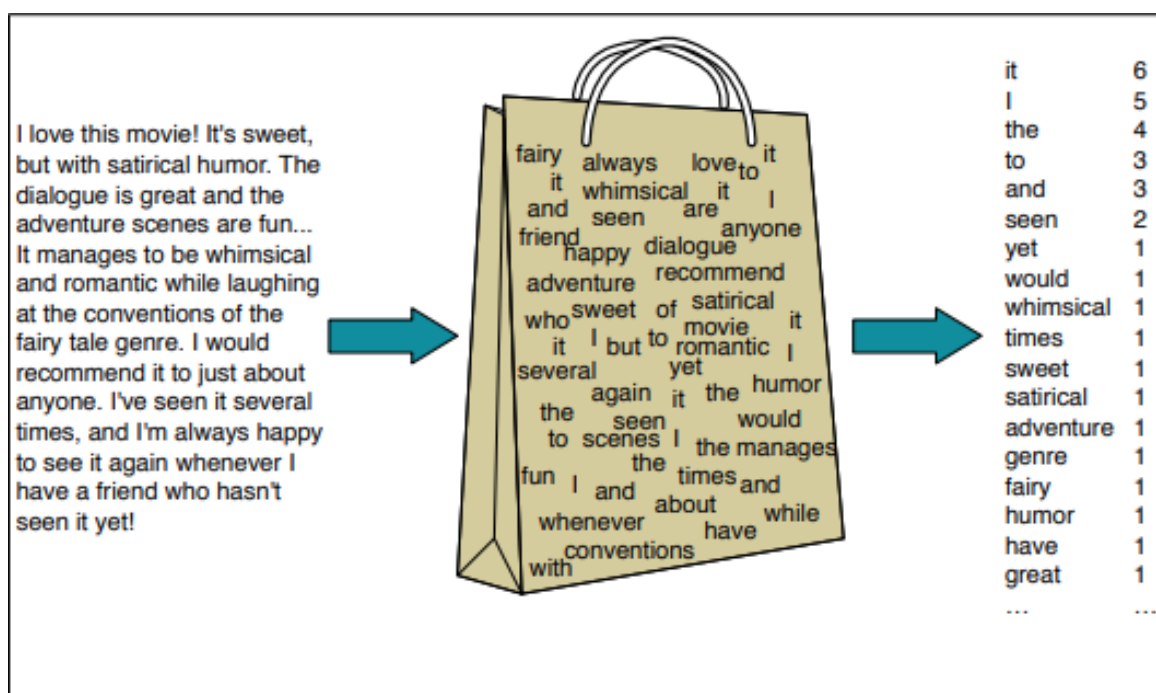 I love this movie! It's sweet,
but with satirical humor. The
dialogue is great and the
adventure scenes are fun...
It manages to be whimsical
and romantic while laughing
at the conventions of the
fairy tale genre. I would
recommend it to just about
anyone. I've seen it several
times, and I'm always happy
to see it again whenever I
have a friend who hasn't
seen it yet!
fairy always love to it
it whimsical it I
and seen are anyone
friend happy dialogue
adventure recommend
who sweet of satirical
it I but to movie it
romantic I
several yet
again it the humor
the seen would
to scenes I the manages
fun the times and
I and about
whenever have while
conventions
with
it 6
I 5
the 4
to 3
and 3
seen 2
yet 1
would 1
whimsical 1
times 1
sweet 1
satirical 1
adventure 1
genre 1
fairy 1
humor 1
have 1
great 1
... ...